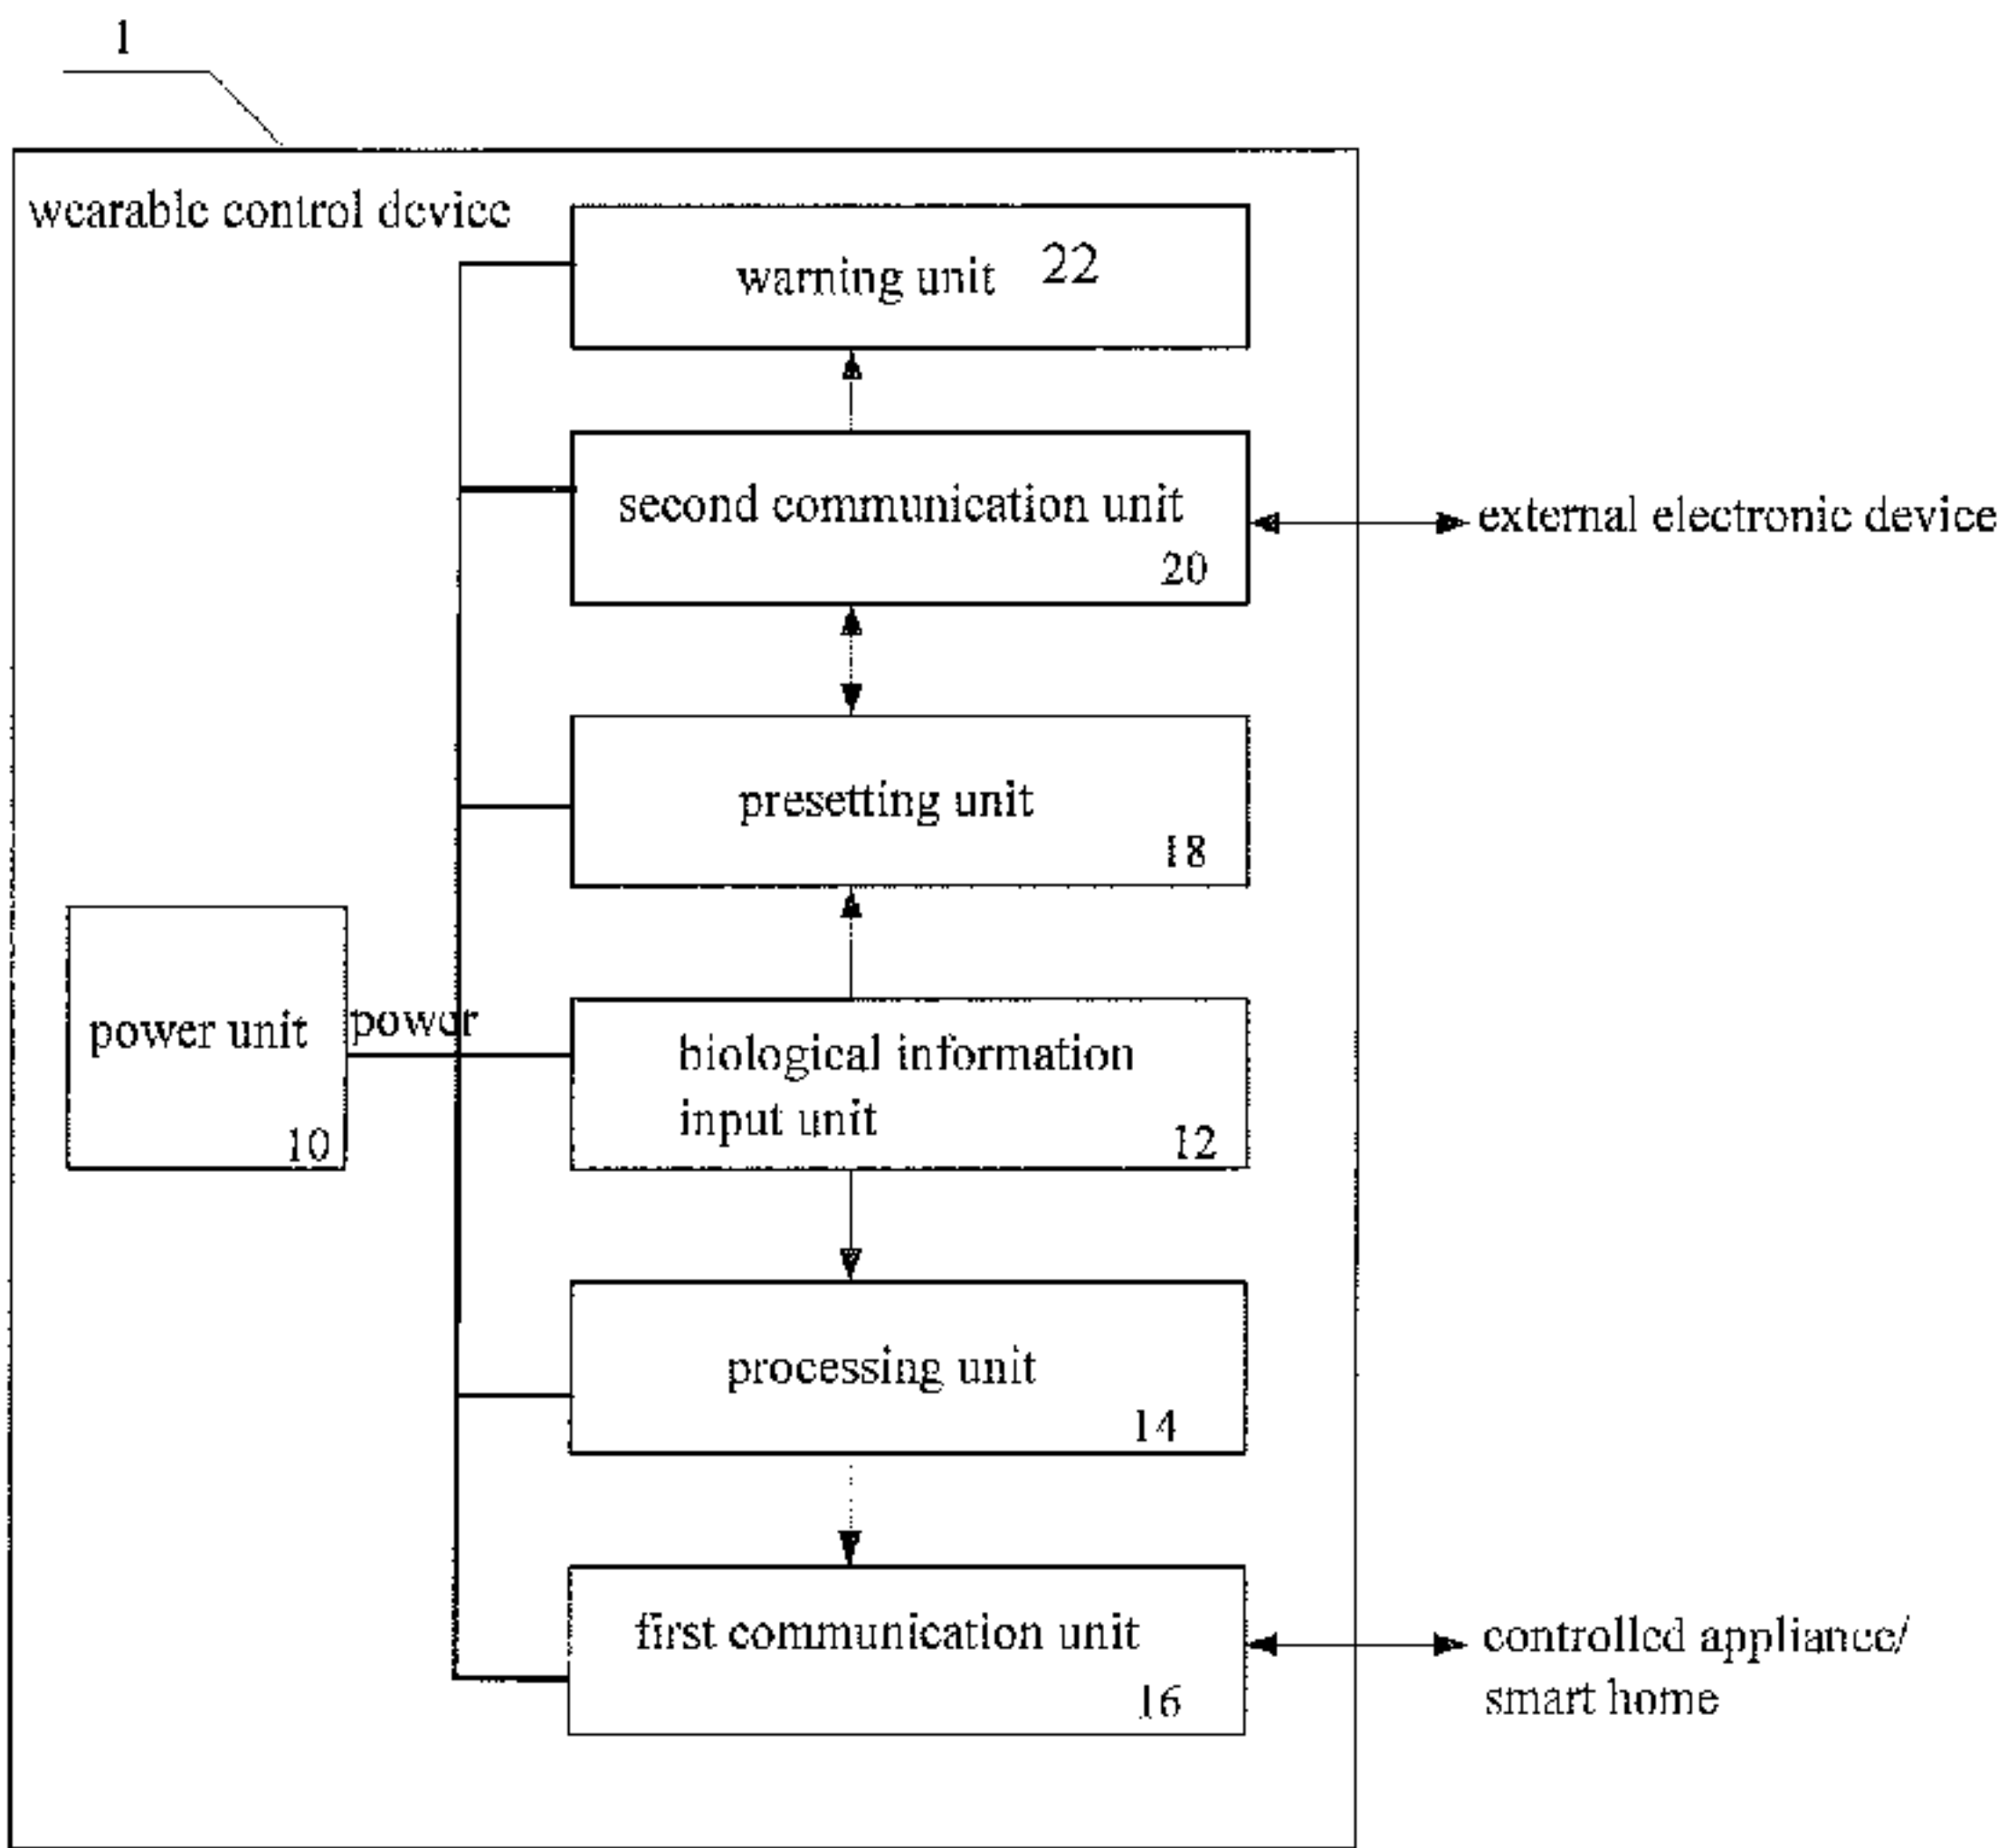 1
wearable control device
warning unit 22
second communication unit
20
external electronic device
presetting unit
18
power unit
10
power
biological information
input unit
12
processing unit
14
first communication unit
16
controlled appliance/
smart home